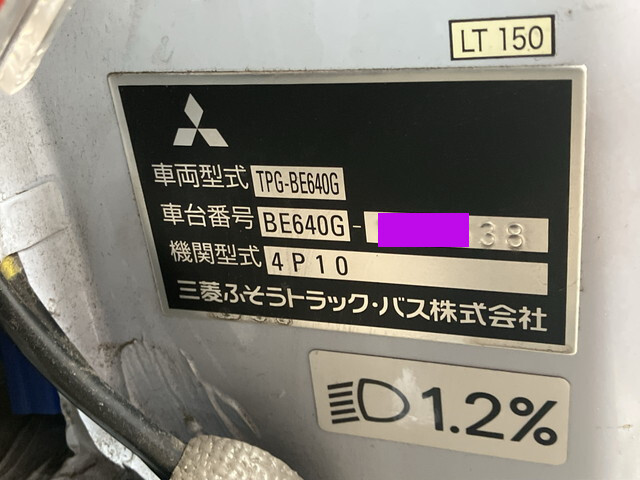 LT 150
車両型式 TPG-BE640G
車台番号 BE640G- 38
機関型式 4P10
三菱ふそうトラック・バス株式会社
1.2%